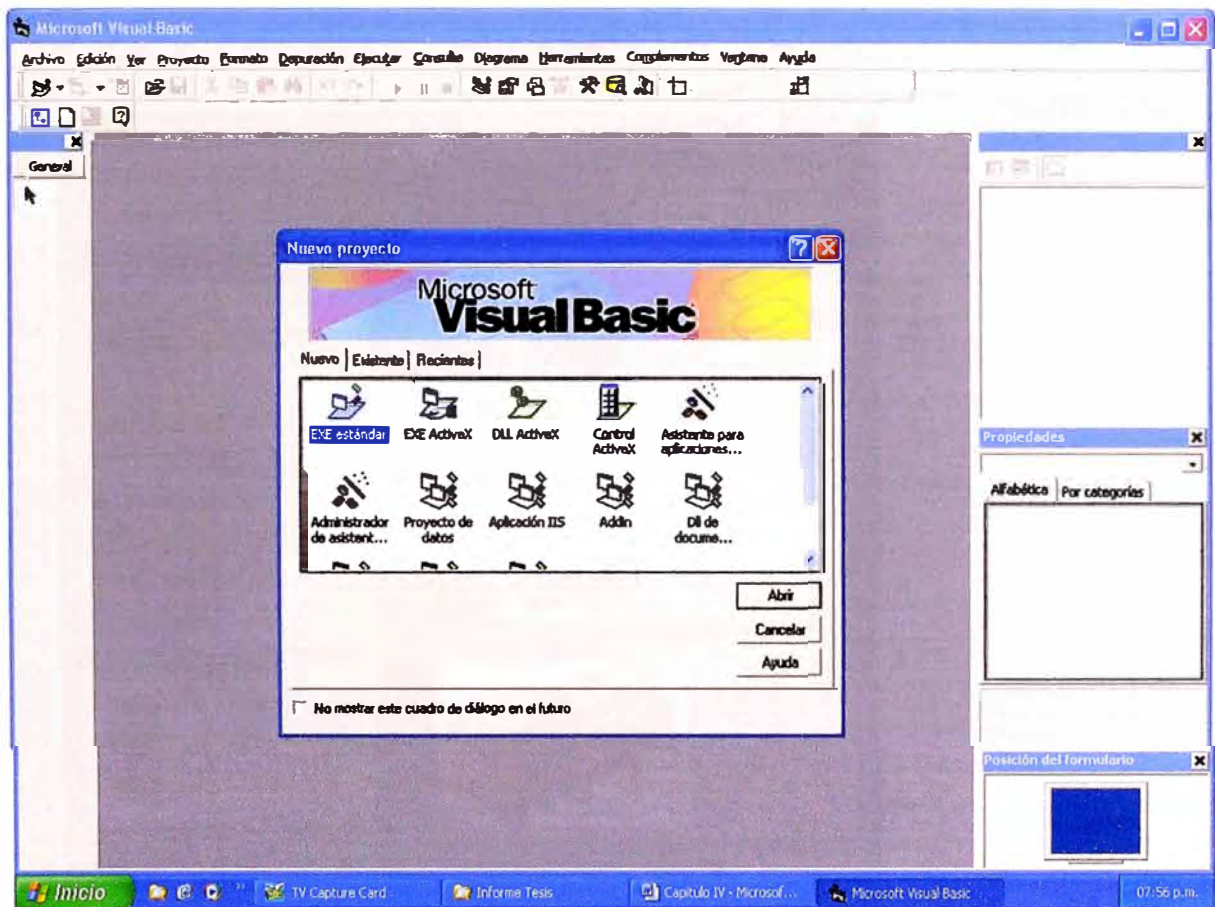 Microsoft Visual Basic
Archivo Edición Ver Proyecto Formato Depuración Ejecutar Consulta Diagrama Herramientas Complementos Ventana Ayuda
General
Nuevo proyecto
Microsoft
Visual Basic
Nuevo Existente Recientes
EXE estándar EXE ActiveX DLL ActiveX Control ActiveX Asistente para aplicaciones...
Administrador de asistent... Proyecto de datos Aplicación IIS Addin Dll de docume...
Abrir
Cancelar
Ayuda
No mostrar este cuadro de diálogo en el futuro
Propiedades
Alfabética Por categorías
Posición del formulario
Inicio TV Capture Card Informe Tesis Capitulo IV - Microsof... Microsoft Visual Basic 07:56 p.m.